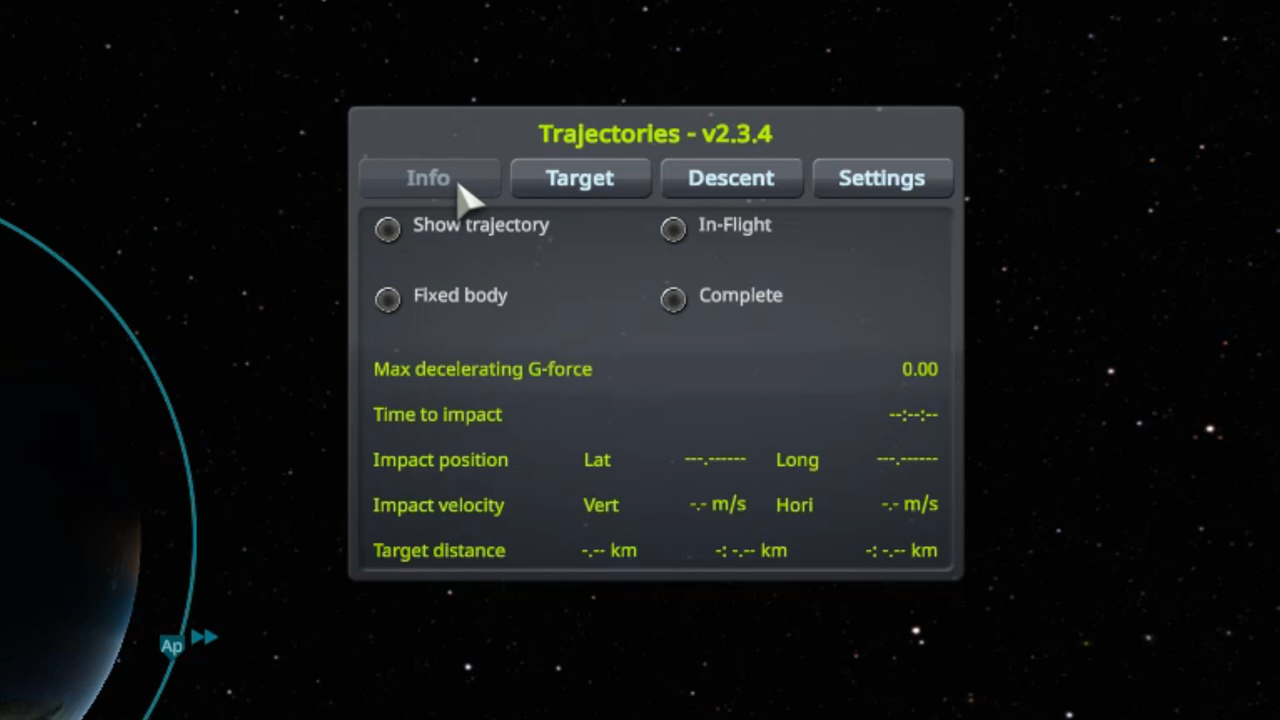 Trajectories - v2.3.4
Info Target Descent Settings
Show trajectory In-Flight
Fixed body Complete
Max decelerating G-force 0.00
Time to impact --:--:--
Impact position Lat ---.------ Long ---.------
Impact velocity Vert -.- m/s Hori -.- m/s
Target distance -.-- km -: -.-- km -: -.-- km
Ap